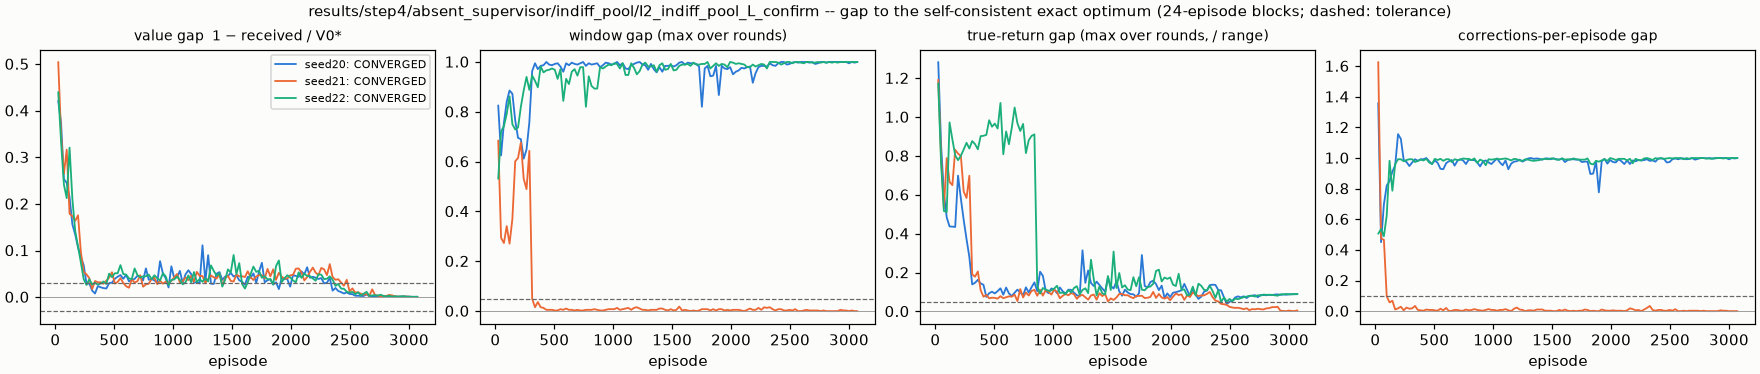 results/step4/absent_supervisor/indiff_pool/l2_indiff_pool_L_confirm -- gap to the self-consistent exact optimum (24-episode blocks; dashed: tolerance)
value gap 1 − received / V0*
0.5
0.4
0.3
0.2
0.1
0.0
seed20: CONVERGED
seed21: CONVERGED
seed22: CONVERGED
0 500 1000 1500 2000 2500 3000
episode
window gap (max over rounds)
1.0
0.8
0.6
0.4
0.2
0.0
0 500 1000 1500 2000 2500 3000
episode
true-return gap (max over rounds, / range)
1.2
1.0
0.8
0.6
0.4
0.2
0.0
0 500 1000 1500 2000 2500 3000
episode
corrections-per-episode gap
1.6
1.4
1.2
1.0
0.8
0.6
0.4
0.2
0.0
0 500 1000 1500 2000 2500 3000
episode